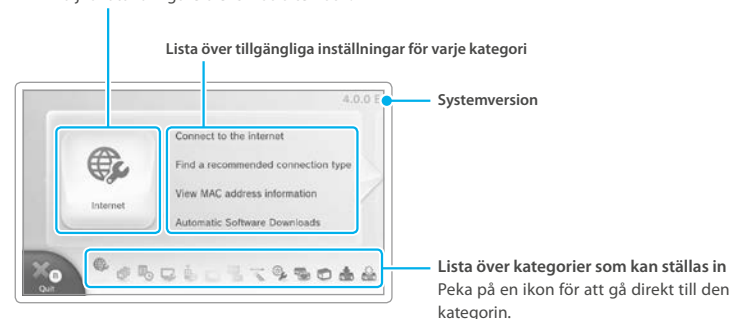 Lista över tillgängliga inställningar för varje kategori
4.0.0 E
Systemversion
Connect to the internet
Find a recommended connection type
View MAC address information
Automatic Software Downloads
Internet
Quit
B
Lista över kategorier som kan ställas in
Peka på en ikon för att gå direkt till den
kategorin.